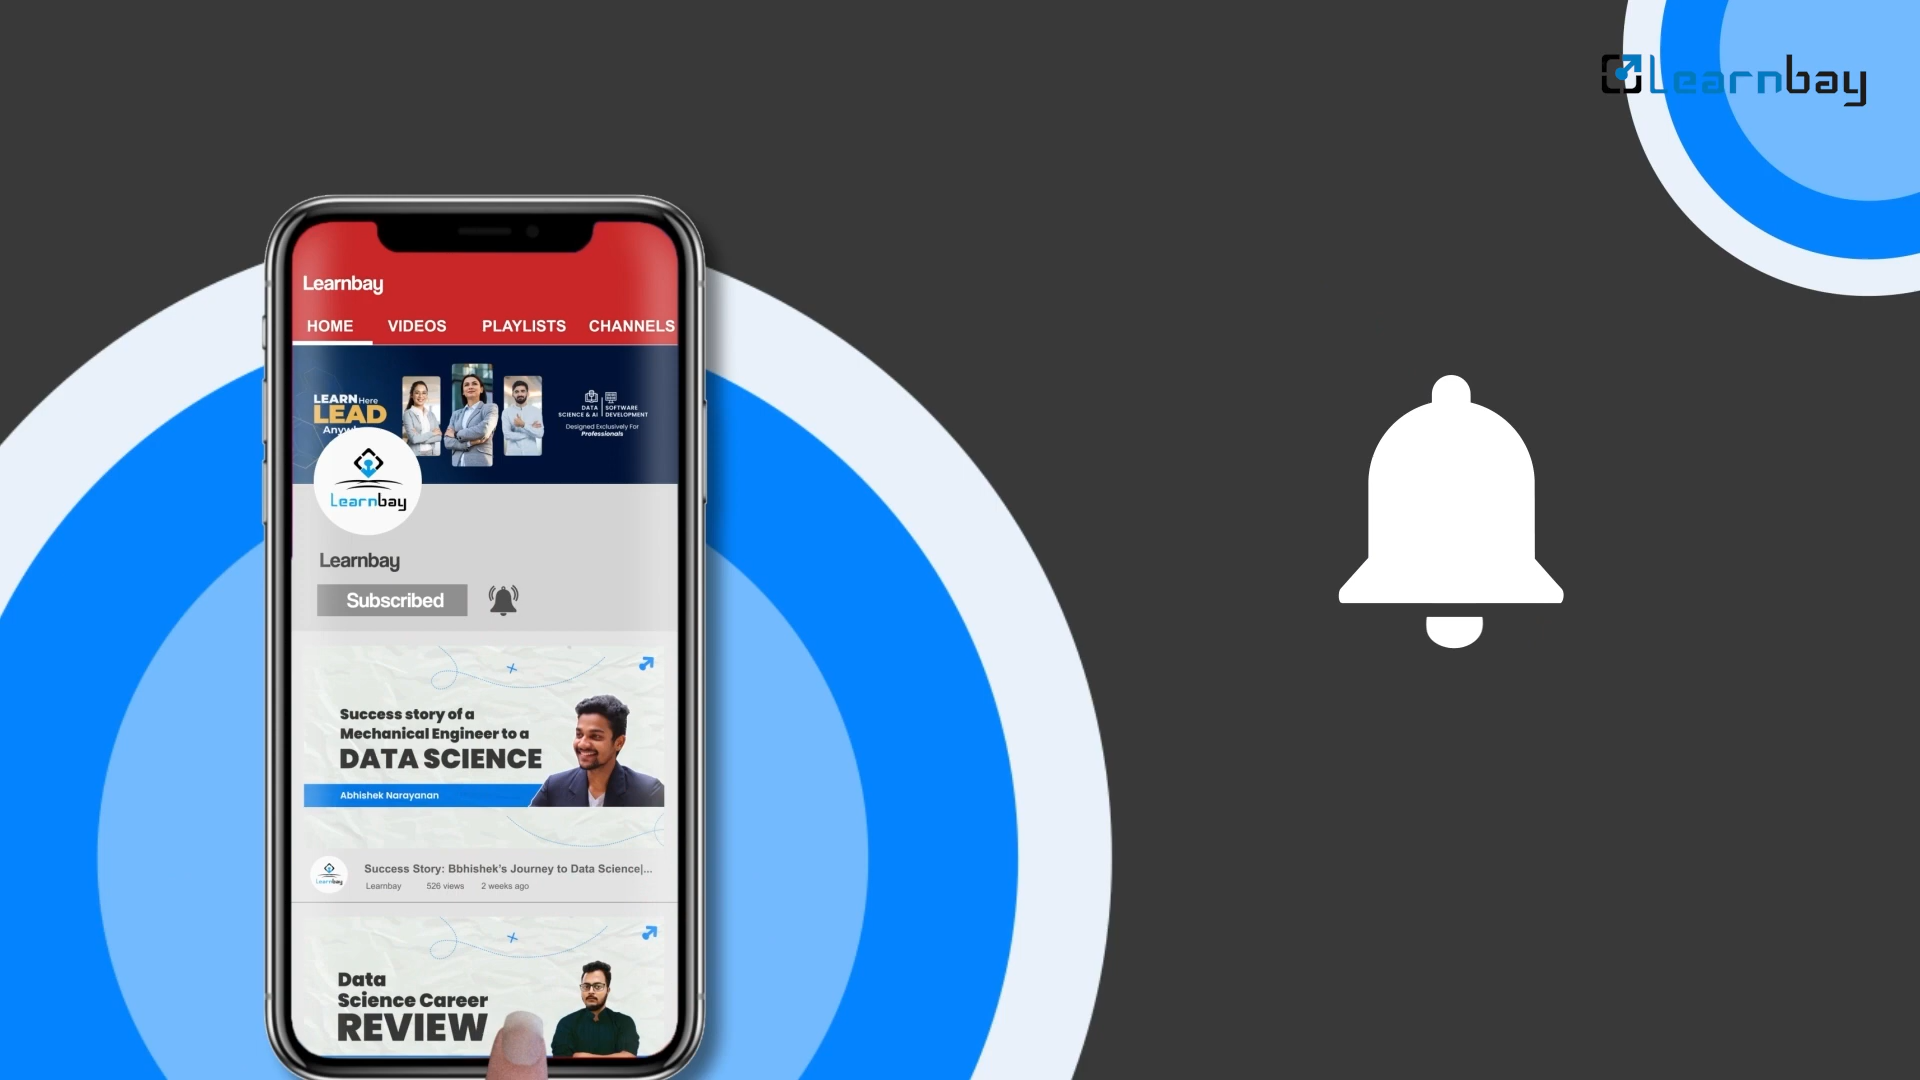 Learnbay
Learnbay
HOME VIDEOS PLAYLISTS CHANNELS
LEARN Here
LEAD
DATA SCIENCE & AI
SOFTWARE DEVELOPMENT
Designed Exclusively For
Professionals
Learnbay
Learnbay
Subscribed
Success story of a
Mechanical Engineer to a
DATA SCIENCE
Abhishek Narayanan
Learnbay
Success Story: Bbhishek's Journey to Data Science|...
Learnbay 526 views 2 weeks ago
Data
Science Career
REVIEW